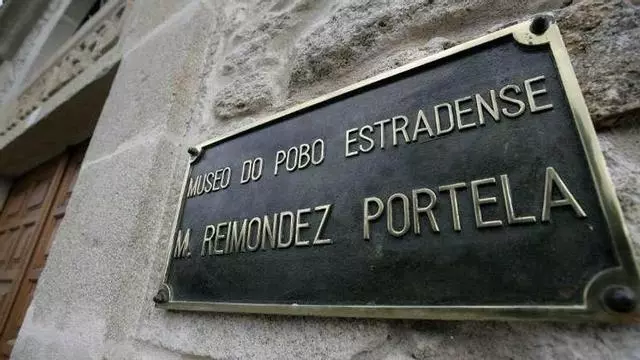 MUSEO DO POBO ESTRADENSE
M. REIMONDEZ PORTELA